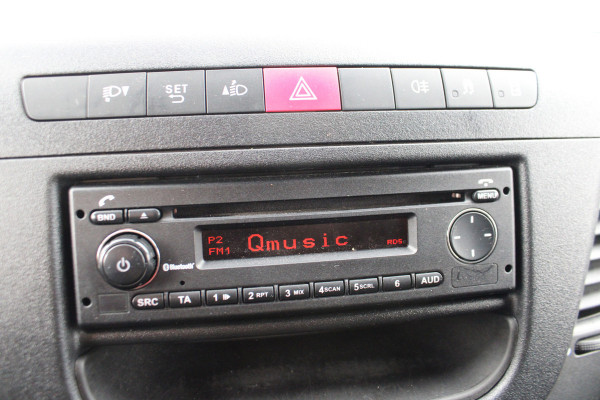 SET
BND
MENU
P2
FM1
Qmusic
RDS
Bluetooth
SRC
TA
1
2 RPT
3 MIX
4 SCAN
5 SCRL
6
AUD